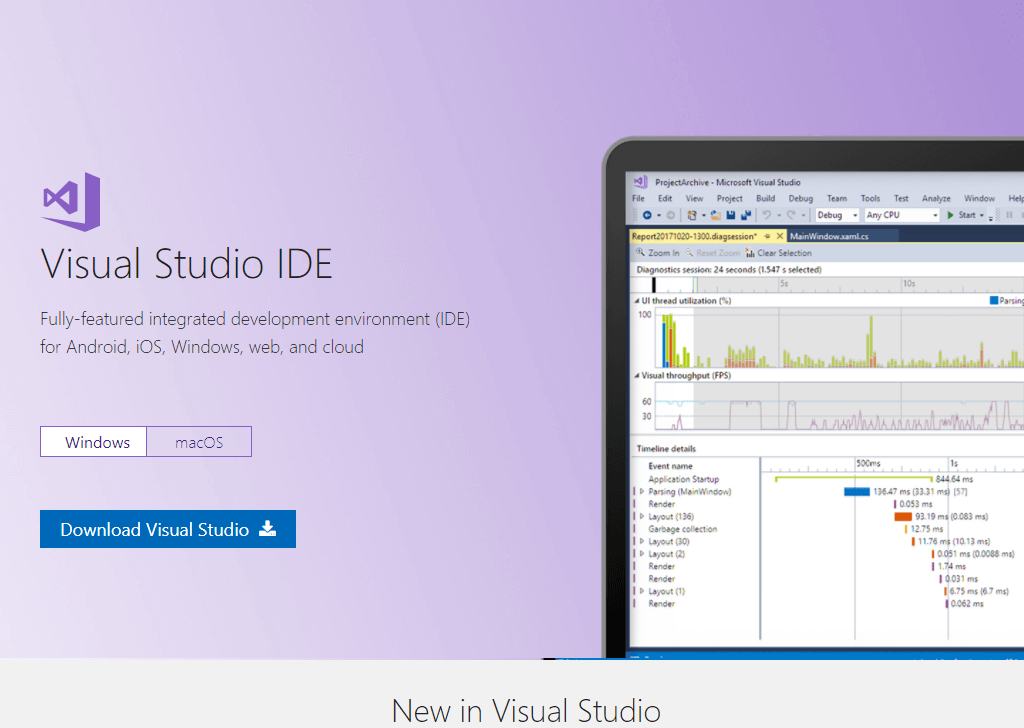 Visual Studio IDE
Fully-featured integrated development environment (IDE)
for Android, iOS, Windows, web, and cloud
Windows macOS
Download Visual Studio
ProjectArchive - Microsoft Visual Studio
File Edit View Project Build Debug Team Tools Test Analyze Window Help
Debug Any CPU Start
Report20171020-1300.diagsession* MainWindow.xaml.cs
Zoom In Reset Zoom Clear Selection
Diagnostics session: 24 seconds (1.547 s selected)
5s 10s
UI thread utilization (%) Parsing
100
Visual throughput (FPS)
60
30
Timeline details
Event name 500ms 1s
Application Startup 844.64 ms
Parsing (MainWindow) 136.47 ms (33.31 ms) [57]
Render 0.053 ms
Layout (136) 93.19 ms (0.083 ms)
Garbage collection 12.75 ms
Layout (30) 11.76 ms (10.13 ms)
Layout (2) 0.051 ms (0.0088 ms)
Render 1.74 ms
Render 0.031 ms
Layout (1) 6.75 ms (6.7 ms)
Render 0.062 ms
New in Visual Studio